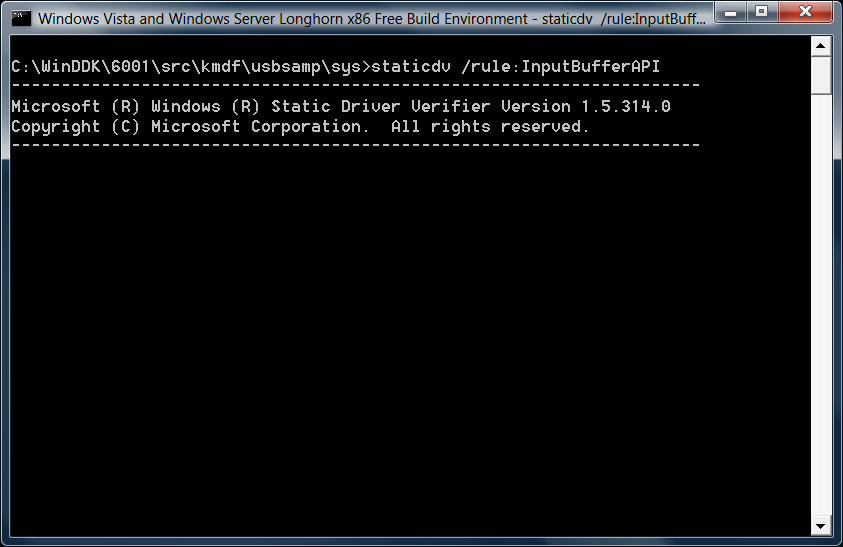 Windows Vista and Windows Server Longhorn x86 Free Build Environment - staticdv  /rule:InputBuff...
C:\WinDDK\6001\src\kmdf\usbsamp\sys>staticdv /rule:InputBufferAPI
---------------------------------------------------------------------
Microsoft (R) Windows (R) Static Driver Verifier Version 1.5.314.0
Copyright (C) Microsoft Corporation.  All rights reserved.
---------------------------------------------------------------------